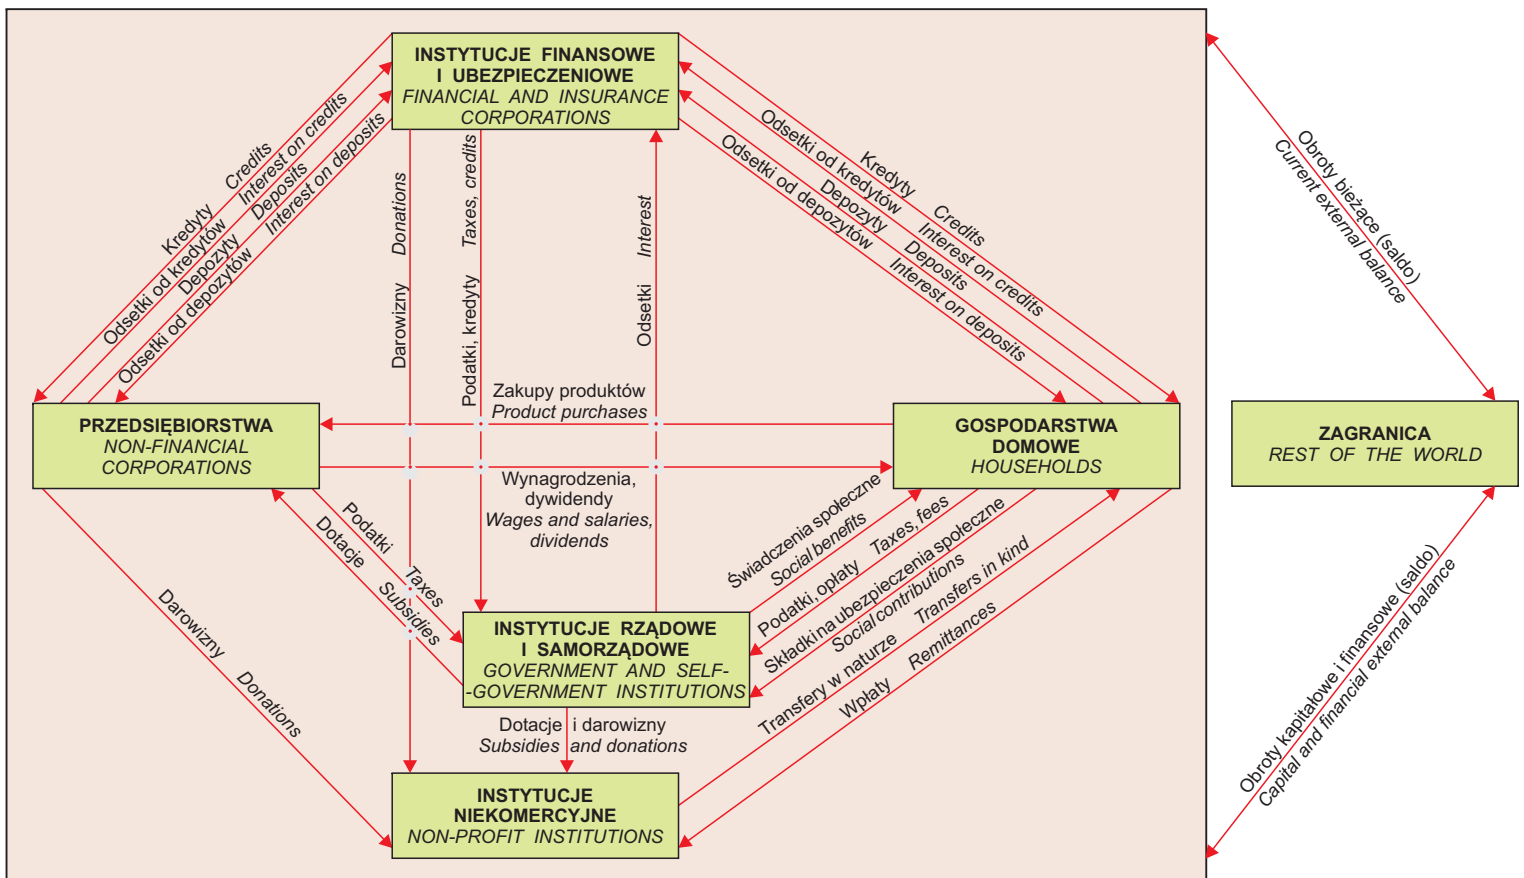 INSTYTUCJE FINANSOWE
I UBEZPIECZENIOWE
FINANCIAL AND INSURANCE
CORPORATIONS
Kredyty Credits
Odsetki od kredytów Interest on credits
Depozyty Deposits
Odsetki od depozytów Interest on deposits
Darowizny Donations
Podatki, kredyty Taxes, credits
Odsetki Interest
Kredyty Credits
Odsetki od kredytów Interest on credits
Depozyty Deposits
Odsetki od depozytów Interest on deposits
Obroty bieżące (saldo)
Current external balance
PRZEDSIĘBIORSTWA
NON-FINANCIAL
CORPORATIONS
Zakupy produktów
Product purchases
GOSPODARSTWA
DOMOWE
HOUSEHOLDS
ZAGRANICA
REST OF THE WORLD
Wynagrodzenia,
dywidendy
Wages and salaries,
dividends
Podatki Taxes
Dotacje Subsidies
Darowizny Donations
Świadczenia społeczne
Social benefits
Podatki, opłaty Taxes, fees
Składki na ubezpieczenia społeczne
Social contributions
Transfery w naturze Transfers in kind
Wpłaty Remittances
INSTYTUCJE RZĄDOWE
I SAMORZĄDOWE
GOVERNMENT AND SELF-
-GOVERNMENT INSTITUTIONS
Dotacje i darowizny
Subsidies and donations
INSTYTUCJE
NIEKOMERCYJNE
NON-PROFIT INSTITUTIONS
Obroty kapitałowe i finansowe (saldo)
Capital and financial external balance